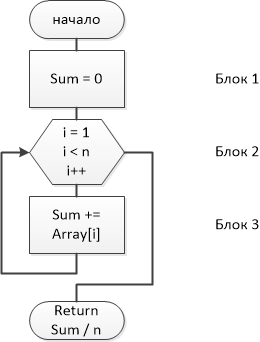 начало
Sum = 0
Блок 1
i = 1
i < n
i++
Блок 2
Sum +=
Array[i]
Блок 3
Return
Sum / n